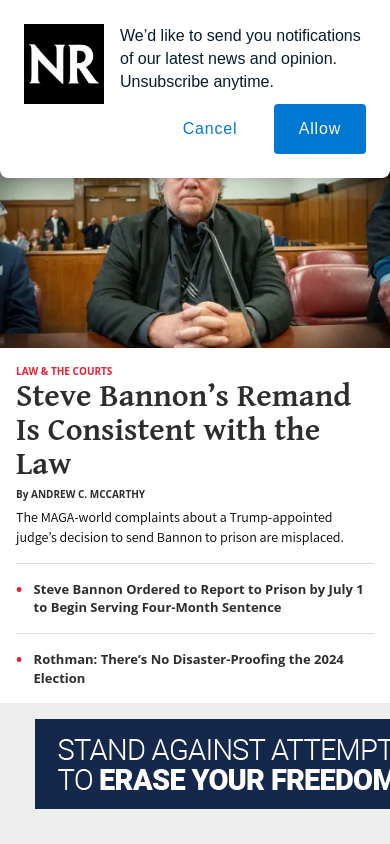 NR
We’d like to send you notifications
of our latest news and opinion.
Unsubscribe anytime.
Cancel
Allow
LAW & THE COURTS
Steve Bannon’s Remand
Is Consistent with the
Law
By ANDREW C. MCCARTHY
The MAGA-world complaints about a Trump-appointed
judge’s decision to send Bannon to prison are misplaced.
• Steve Bannon Ordered to Report to Prison by July 1
to Begin Serving Four-Month Sentence
• Rothman: There’s No Disaster-Proofing the 2024
Election
STAND AGAINST ATTEMPT
TO ERASE YOUR FREEDOM